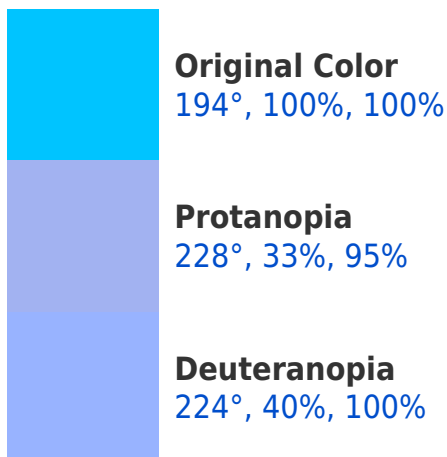 Original Color
194°, 100%, 100%
Protanopia
228°, 33%, 95%
Deuteranopia
224°, 40%, 100%